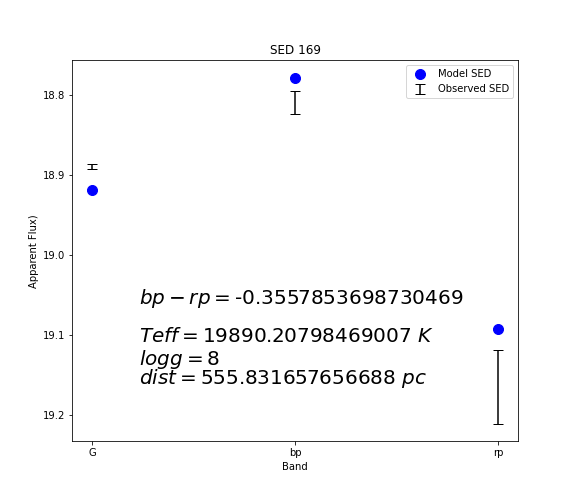 SED 169
Model SED
Observed SED
18.8
18.9
19.0
19.1
19.2
Apparent Flux)
bp − rp = -0.3557853698730469
Teff = 19890.20798469007 K
logg = 8
dist = 555.831657656688 pc
G bp rp
Band